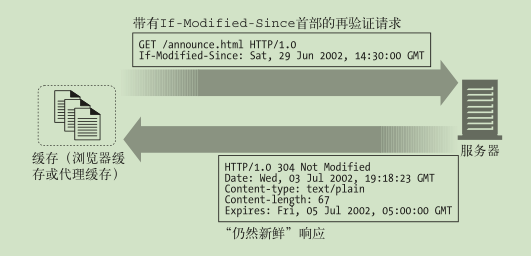 带有If-Modified-Since首部的再验证请求
GET /announce.html HTTP/1.0
If-Modified-Since: Sat, 29 Jun 2002, 14:30:00 GMT
缓存（浏览器缓
存或代理缓存）
服务器
HTTP/1.0 304 Not Modified
Date: Wed, 03 Jul 2002, 19:18:23 GMT
Content-type: text/plain
Content-length: 67
Expires: Fri, 05 Jul 2002, 05:00:00 GMT
“仍然新鲜”响应